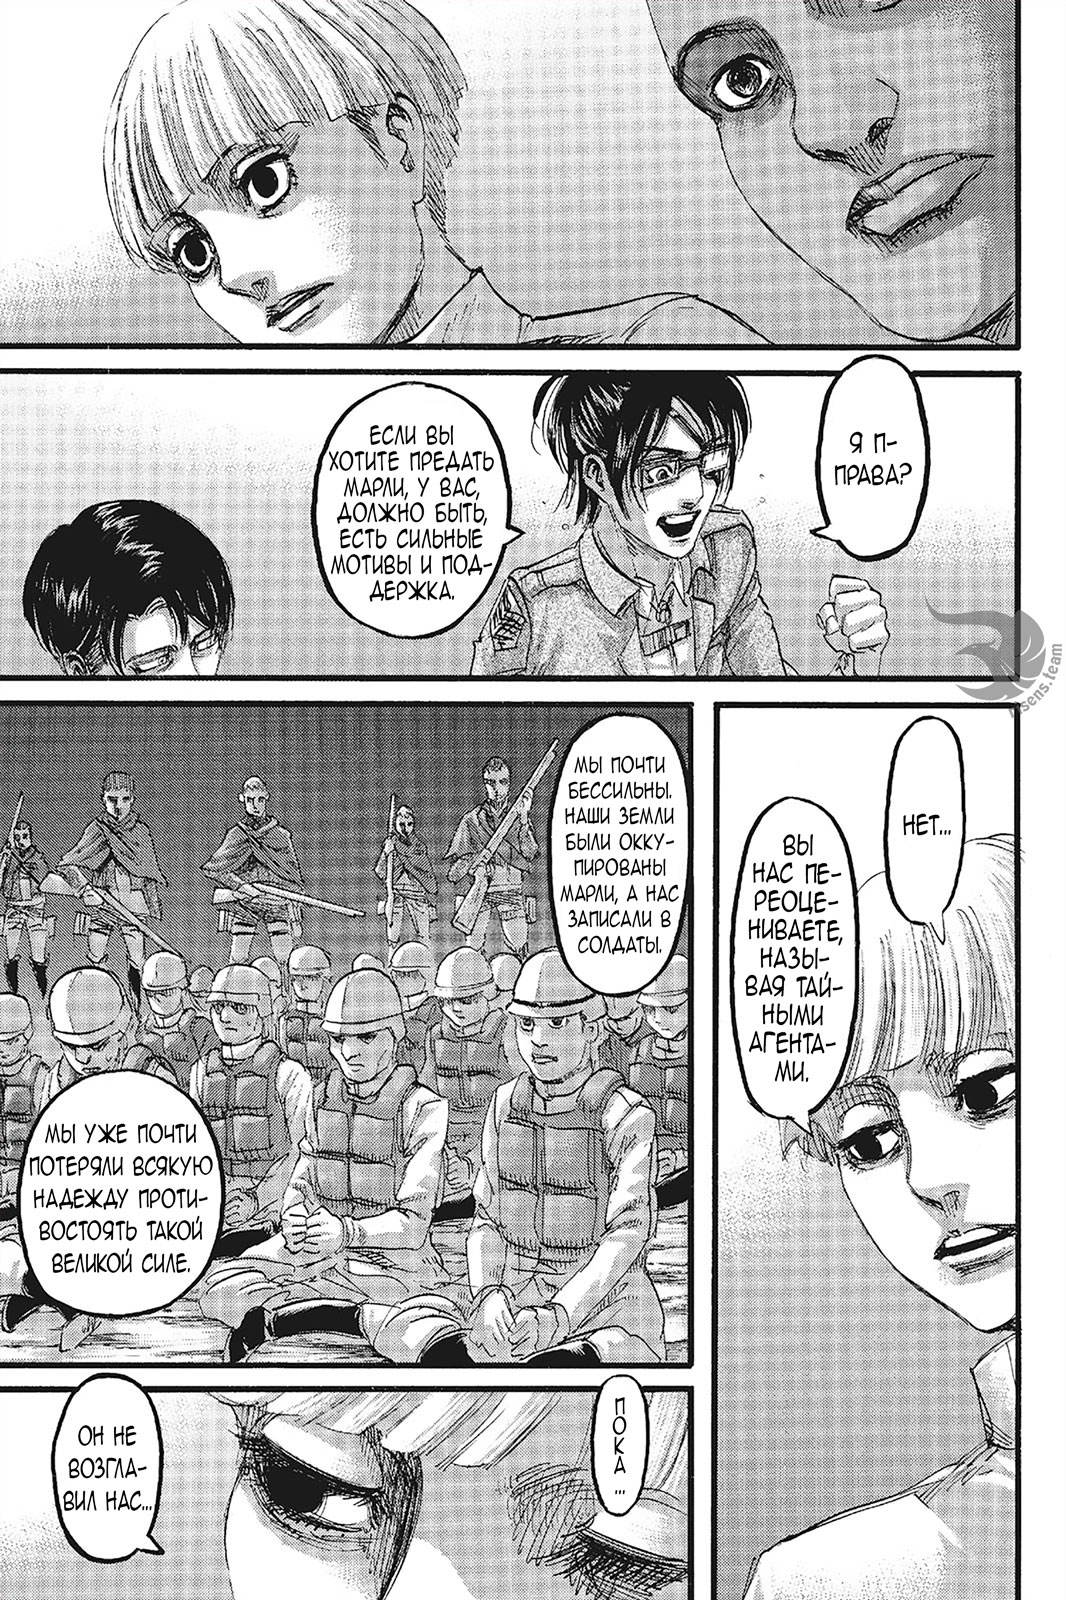 Я П-
ПРАВА?
ЕСЛИ ВЫ
ХОТИТЕ ПРЕДАТЬ
МАРЛИ, У ВАС,
ДОЛЖНО БЫТЬ,
ЕСТЬ СИЛЬНЫЕ
МОТИВЫ И ПОД-
ДЕРЖКА.
НЕТ...
ВЫ
НАС ПЕ-
РЕОЦЕ-
НИВАЕТЕ,
НАЗЫ-
ВАЯ ТАЙ-
НЫМИ
АГЕНТА-
МИ.
МЫ ПОЧТИ
БЕССИЛЬНЫ.
НАШИ ЗЕМЛИ
БЫЛИ ОККУ-
ПИРОВАНЫ
МАРЛИ, А НАС
ЗАПИСАЛИ В
СОЛДАТЫ.
МЫ УЖЕ ПОЧТИ
ПОТЕРЯЛИ ВСЯКУЮ
НАДЕЖДУ ПРОТИ-
ВОСТОЯТЬ ТАКОЙ
ВЕЛИКОЙ СИЛЕ.
ПОКА...
ОН НЕ
ВОЗГЛА-
ВИЛ НАС...